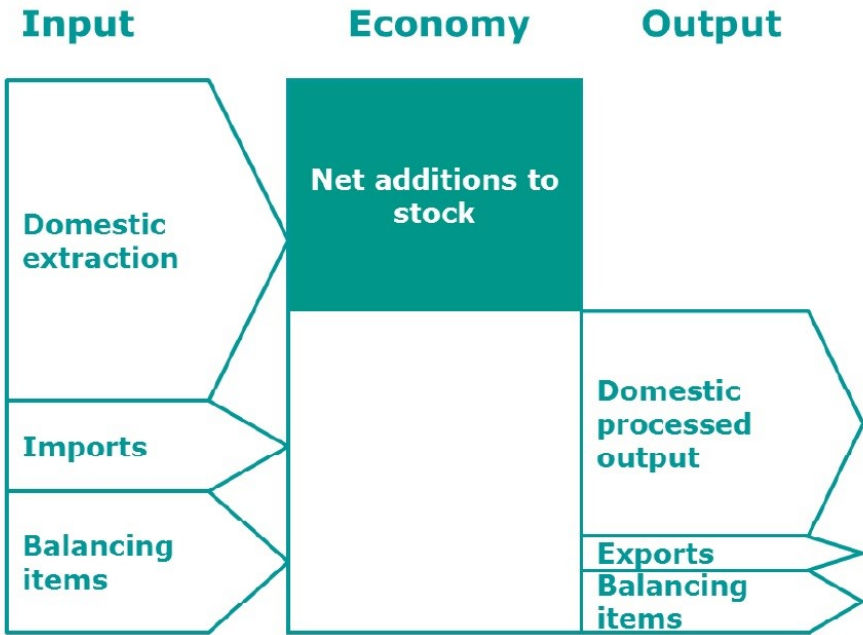 Input
Economy
Output
Domestic
extraction
Imports
Balancing
items
Net additions to
stock
Domestic
processed
output
Exports
Balancing
items